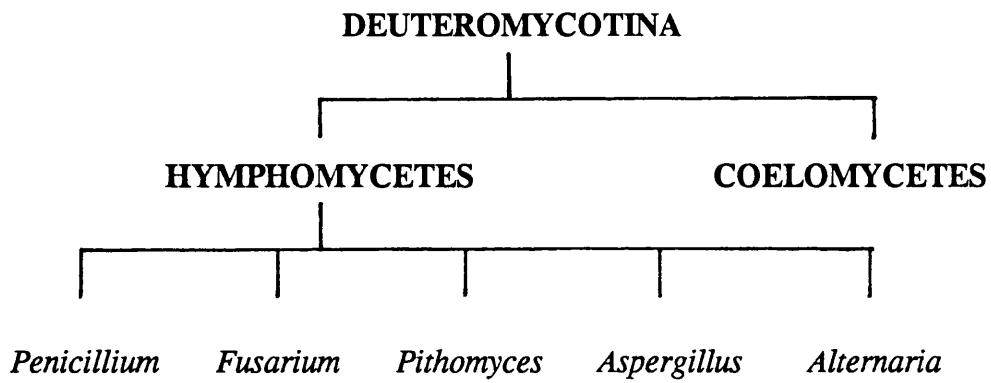 DEUTEROMYCOTINA
HYMPHOMYCETES COELOMYCETES
Penicillium Fusarium Pithomyces Aspergillus Alternaria